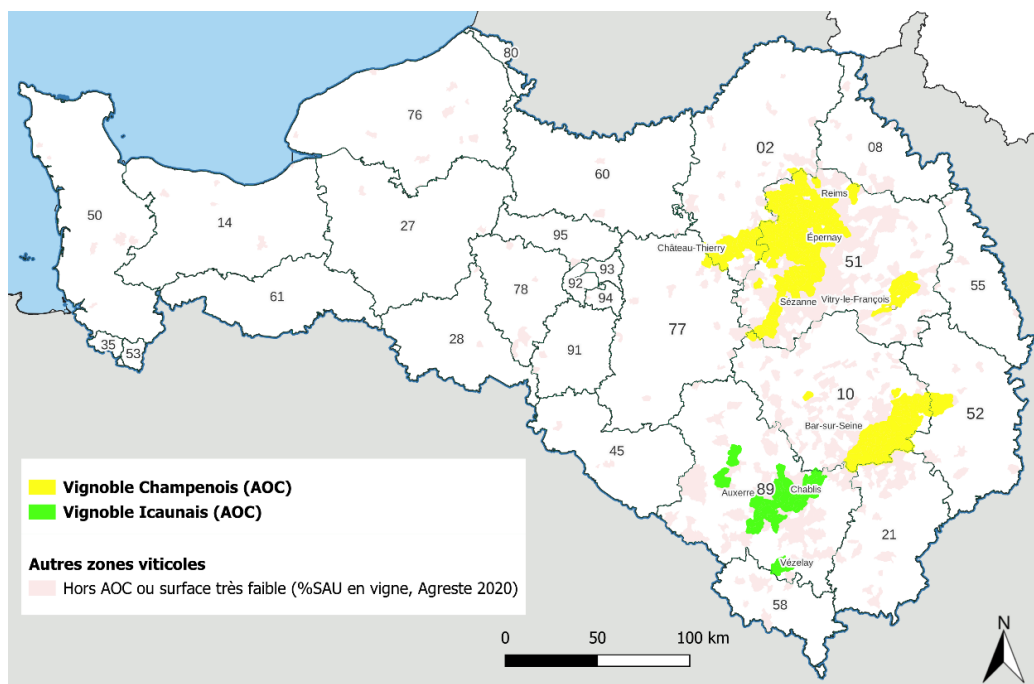 80
76
02
08
60
Reims
50
14
27
95
Épernay
Château-Thierry
51
93
92
78
94
55
Sézanne
Vitry-le-François
61
77
28
35
53
91
10
52
Bar-sur-Seine
45
Auxerre
89
Chablis
21
Vézelay
58
Vignoble Champenois (AOC)
Vignoble Icaunais (AOC)
Autres zones viticoles
Hors AOC ou surface très faible (%SAU en vigne, Agreste 2020)
0 50 100 km
N